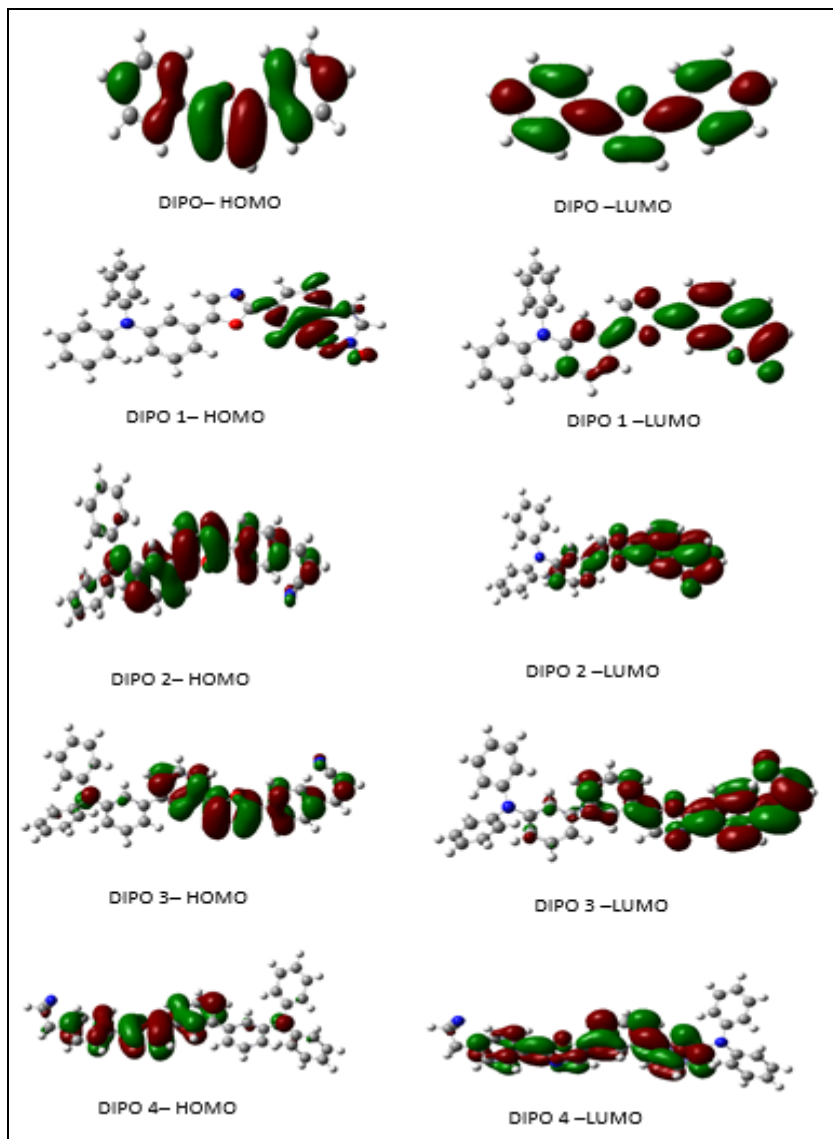 DIPO– HOMO
DIPO –LUMO
DIPO 1– HOMO
DIPO 1 –LUMO
DIPO 2– HOMO
DIPO 2 –LUMO
DIPO 3– HOMO
DIPO 3 –LUMO
DIPO 4– HOMO
DIPO 4 –LUMO